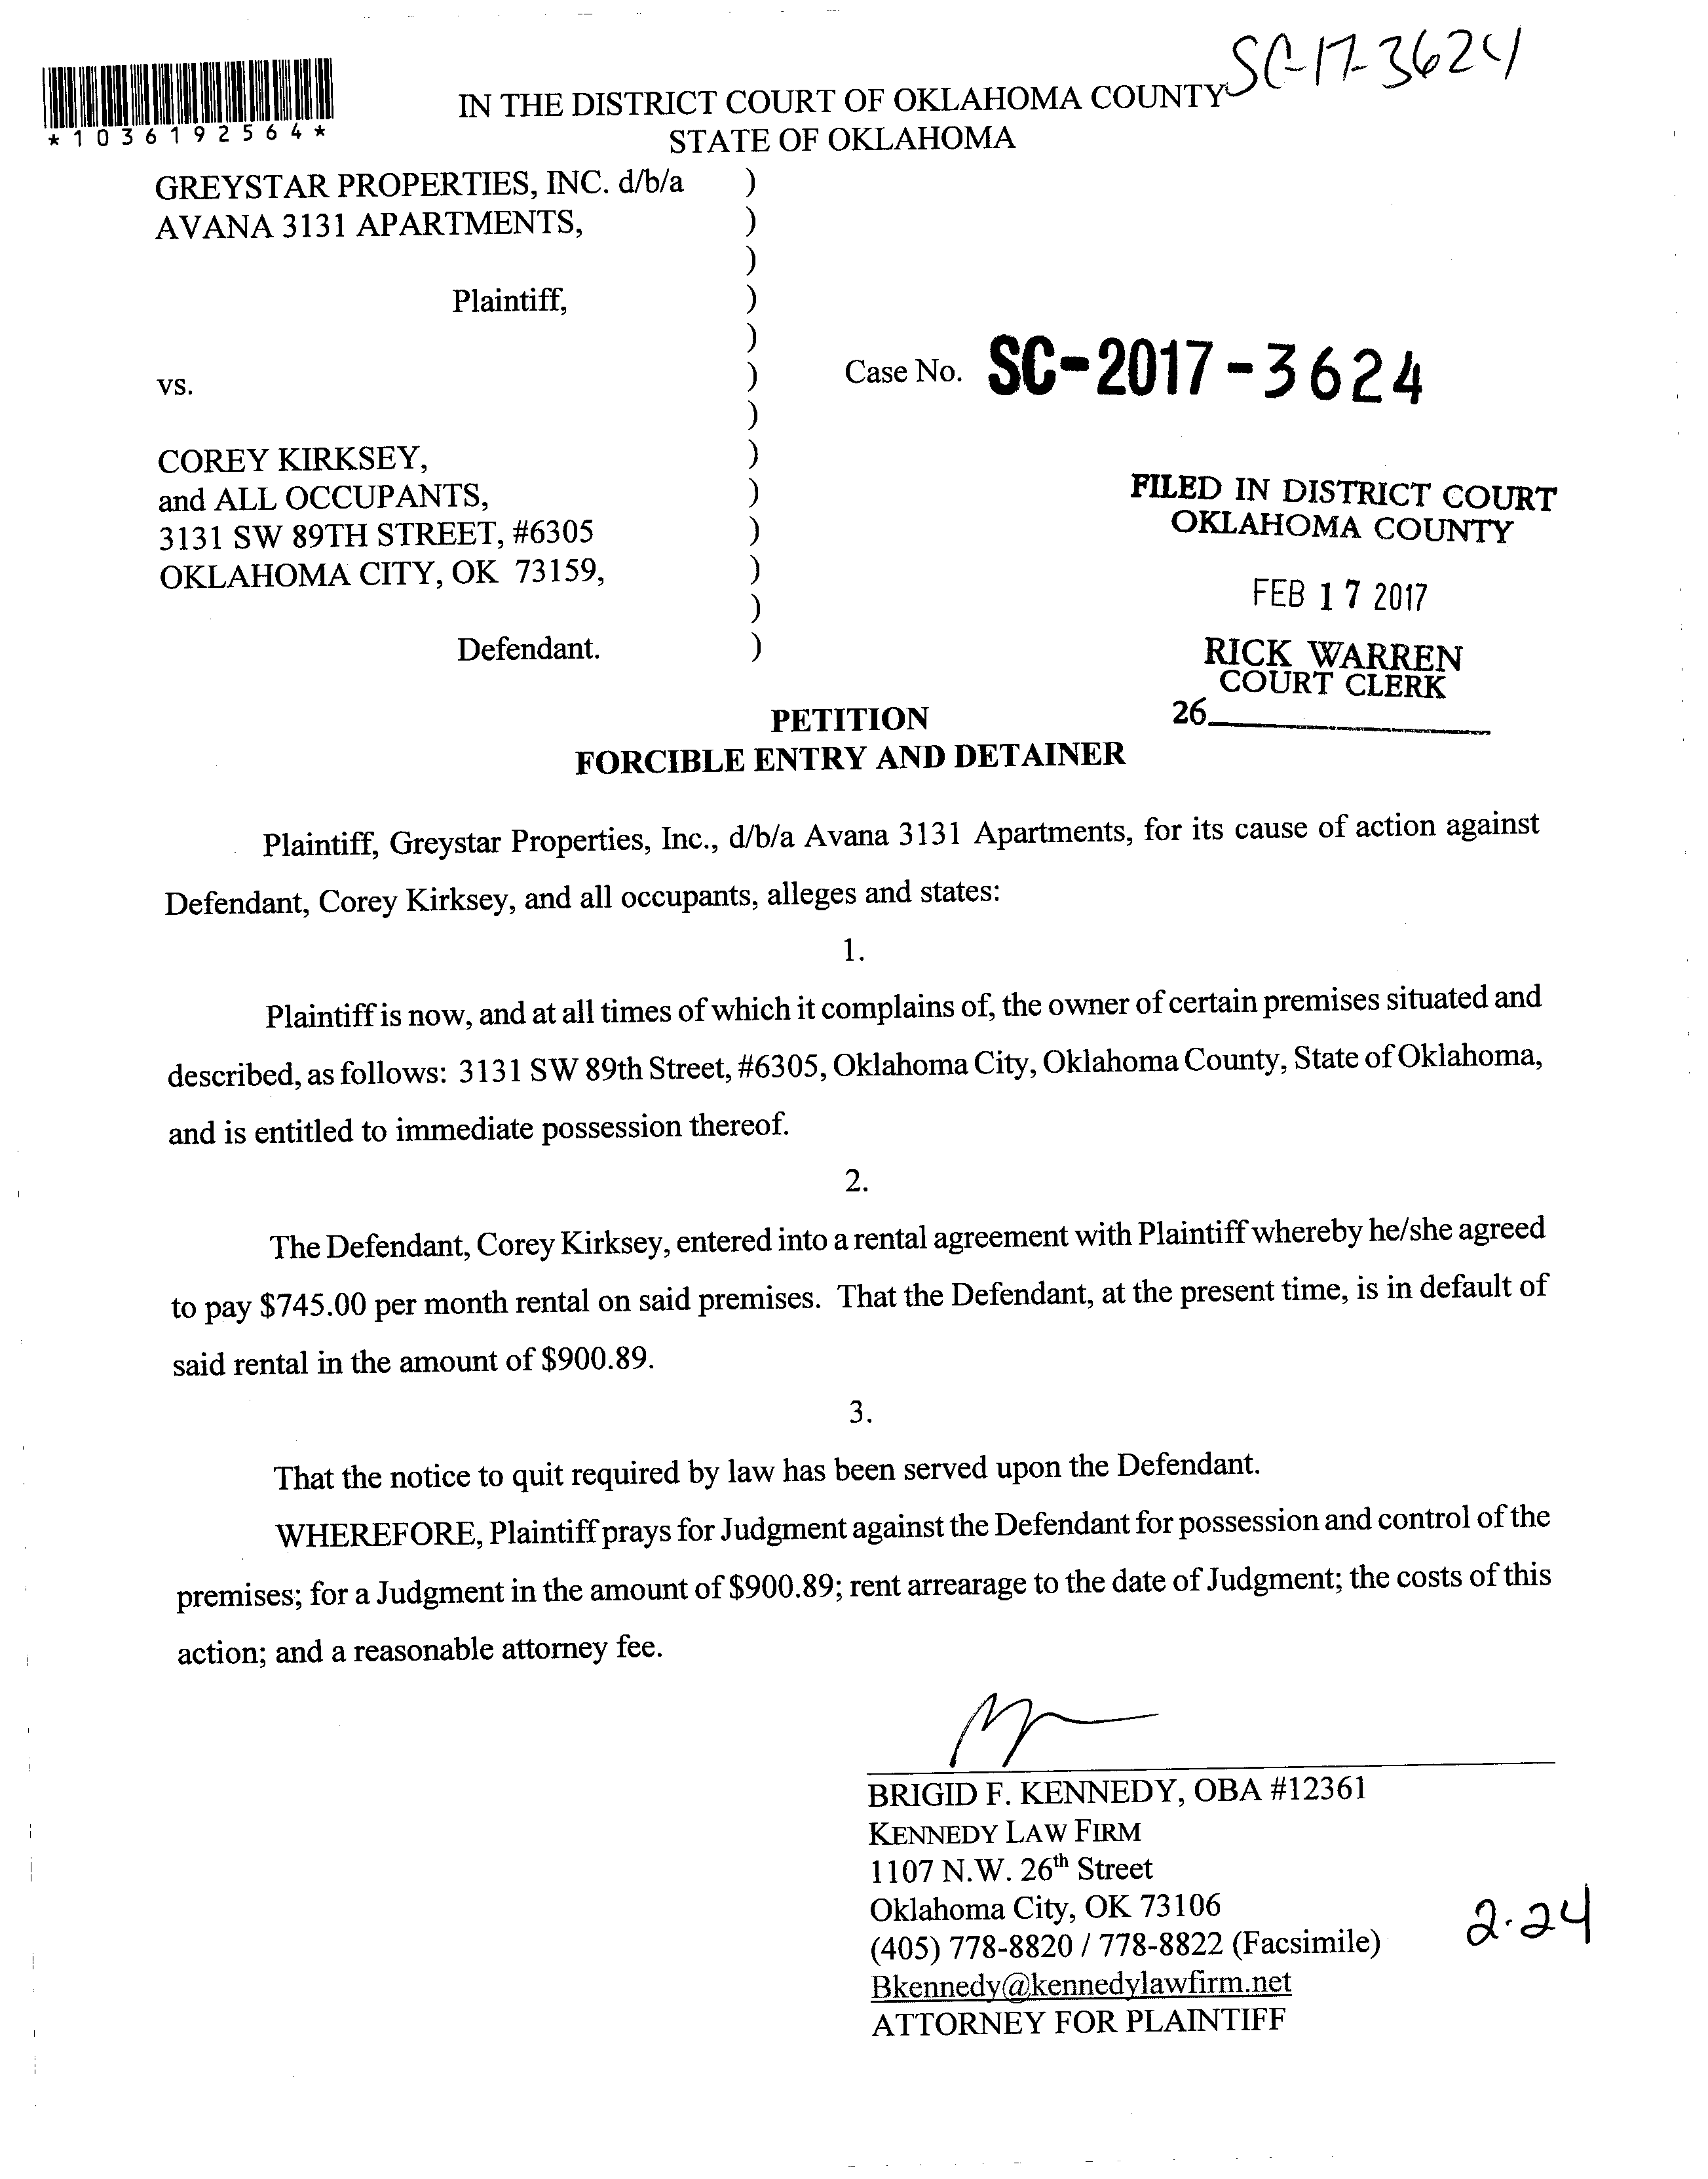 SC-17-3624
*1036192564*
IN THE DISTRICT COURT OF OKLAHOMA COUNTY
STATE OF OKLAHOMA
GREYSTAR PROPERTIES, INC. d/b/a )
AVANA 3131 APARTMENTS, )
)
Plaintiff, )
)
vs. )
Case No. SC-2017-3624
)
COREY KIRKSEY, )
and ALL OCCUPANTS, )
3131 SW 89TH STREET, #6305 )
OKLAHOMA CITY, OK 73159, )
)
Defendant. )
FILED IN DISTRICT COURT
OKLAHOMA COUNTY
FEB 17 2017
RICK WARREN
COURT CLERK
26
PETITION
FORCIBLE ENTRY AND DETAINER
Plaintiff, Greystar Properties, Inc., d/b/a Avana 3131 Apartments, for its cause of action against
Defendant, Corey Kirksey, and all occupants, alleges and states:
1.
Plaintiff is now, and at all times of which it complains of, the owner of certain premises situated and
described, as follows: 3131 SW 89th Street, #6305, Oklahoma City, Oklahoma County, State of Oklahoma,
and is entitled to immediate possession thereof.
2.
The Defendant, Corey Kirksey, entered into a rental agreement with Plaintiff whereby he/she agreed
to pay $745.00 per month rental on said premises. That the Defendant, at the present time, is in default of
said rental in the amount of $900.89.
3.
That the notice to quit required by law has been served upon the Defendant.
WHEREFORE, Plaintiff prays for Judgment against the Defendant for possession and control of the
premises; for a Judgment in the amount of $900.89; rent arrearage to the date of Judgment; the costs of this
action; and a reasonable attorney fee.
BRIGID F. KENNEDY, OBA #12361
KENNEDY LAW FIRM
1107 N.W. 26th Street
Oklahoma City, OK 73106
(405) 778-8820 / 778-8822 (Facsimile)
Bkennedy@kennedylawfirm.net
ATTORNEY FOR PLAINTIFF
2-24